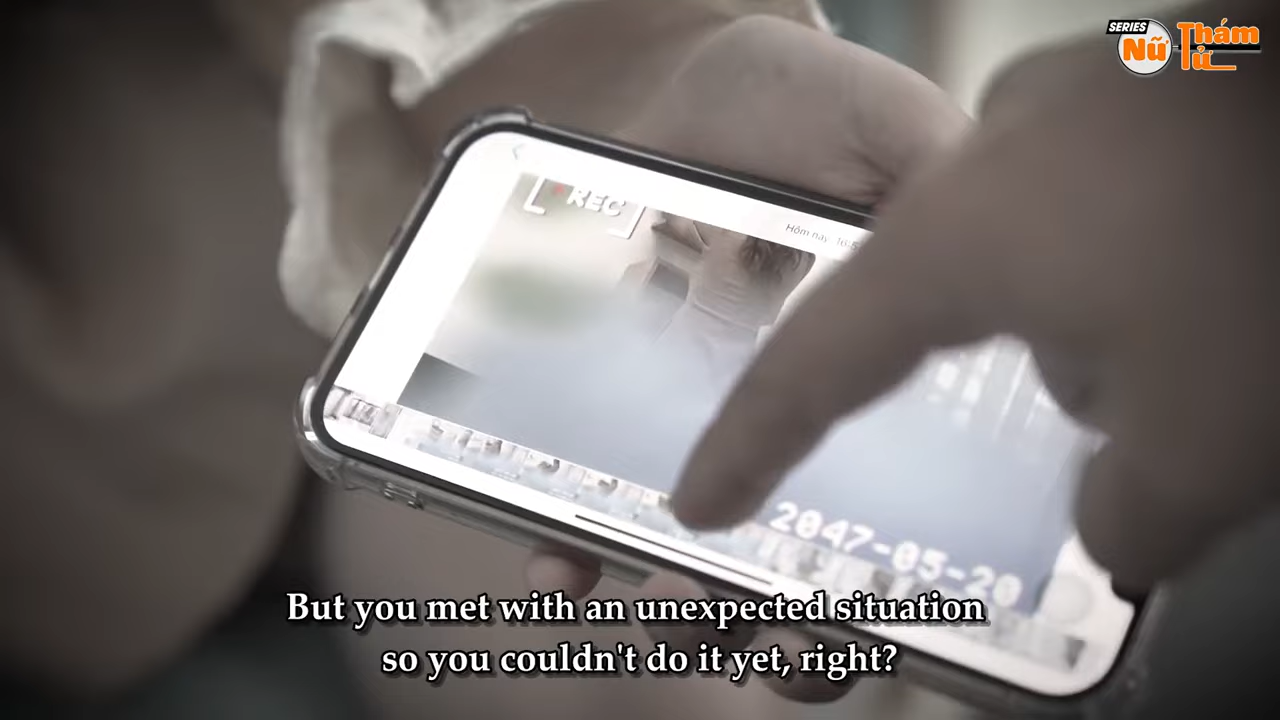 SERIES
Nữ Thám Tử
REC
Hôm nay
2047-05-20
But you met with an unexpected situation
so you couldn't do it yet, right?